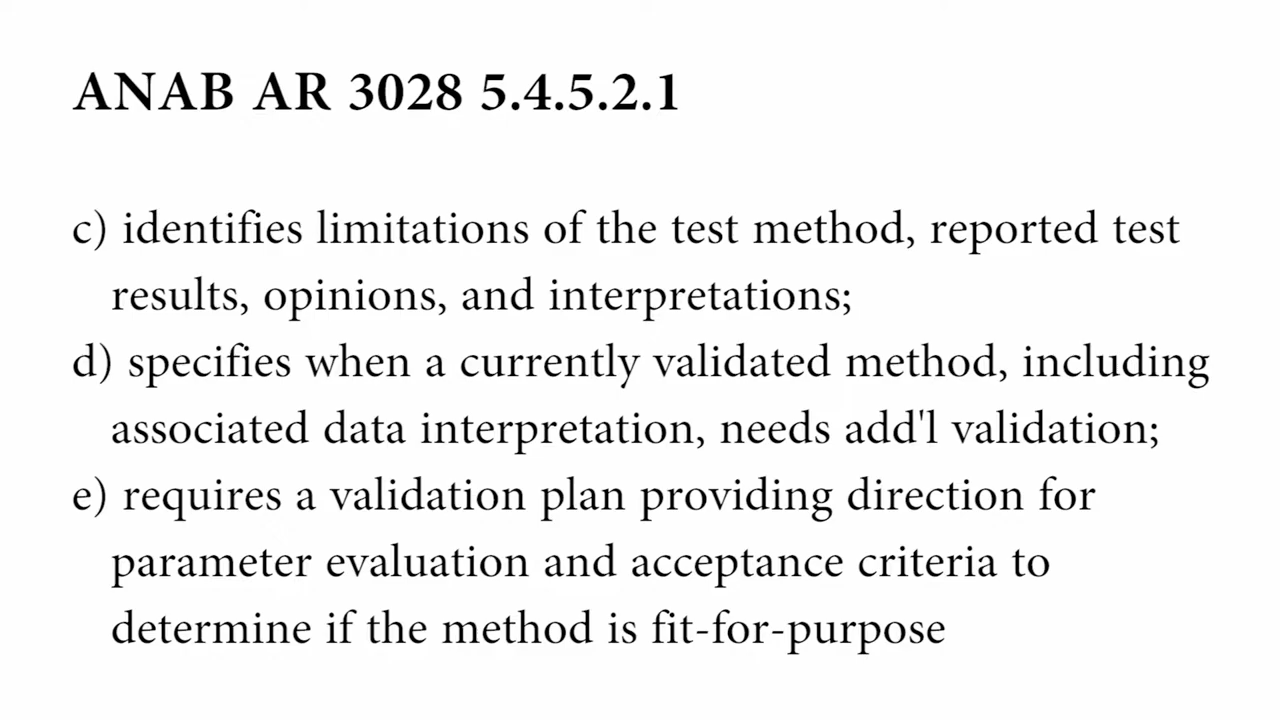 ANAB AR 3028 5.4.5.2.1
c) identifies limitations of the test method, reported test
results, opinions, and interpretations;
d) specifies when a currently validated method, including
associated data interpretation, needs add'l validation;
e) requires a validation plan providing direction for
parameter evaluation and acceptance criteria to
determine if the method is fit-for-purpose